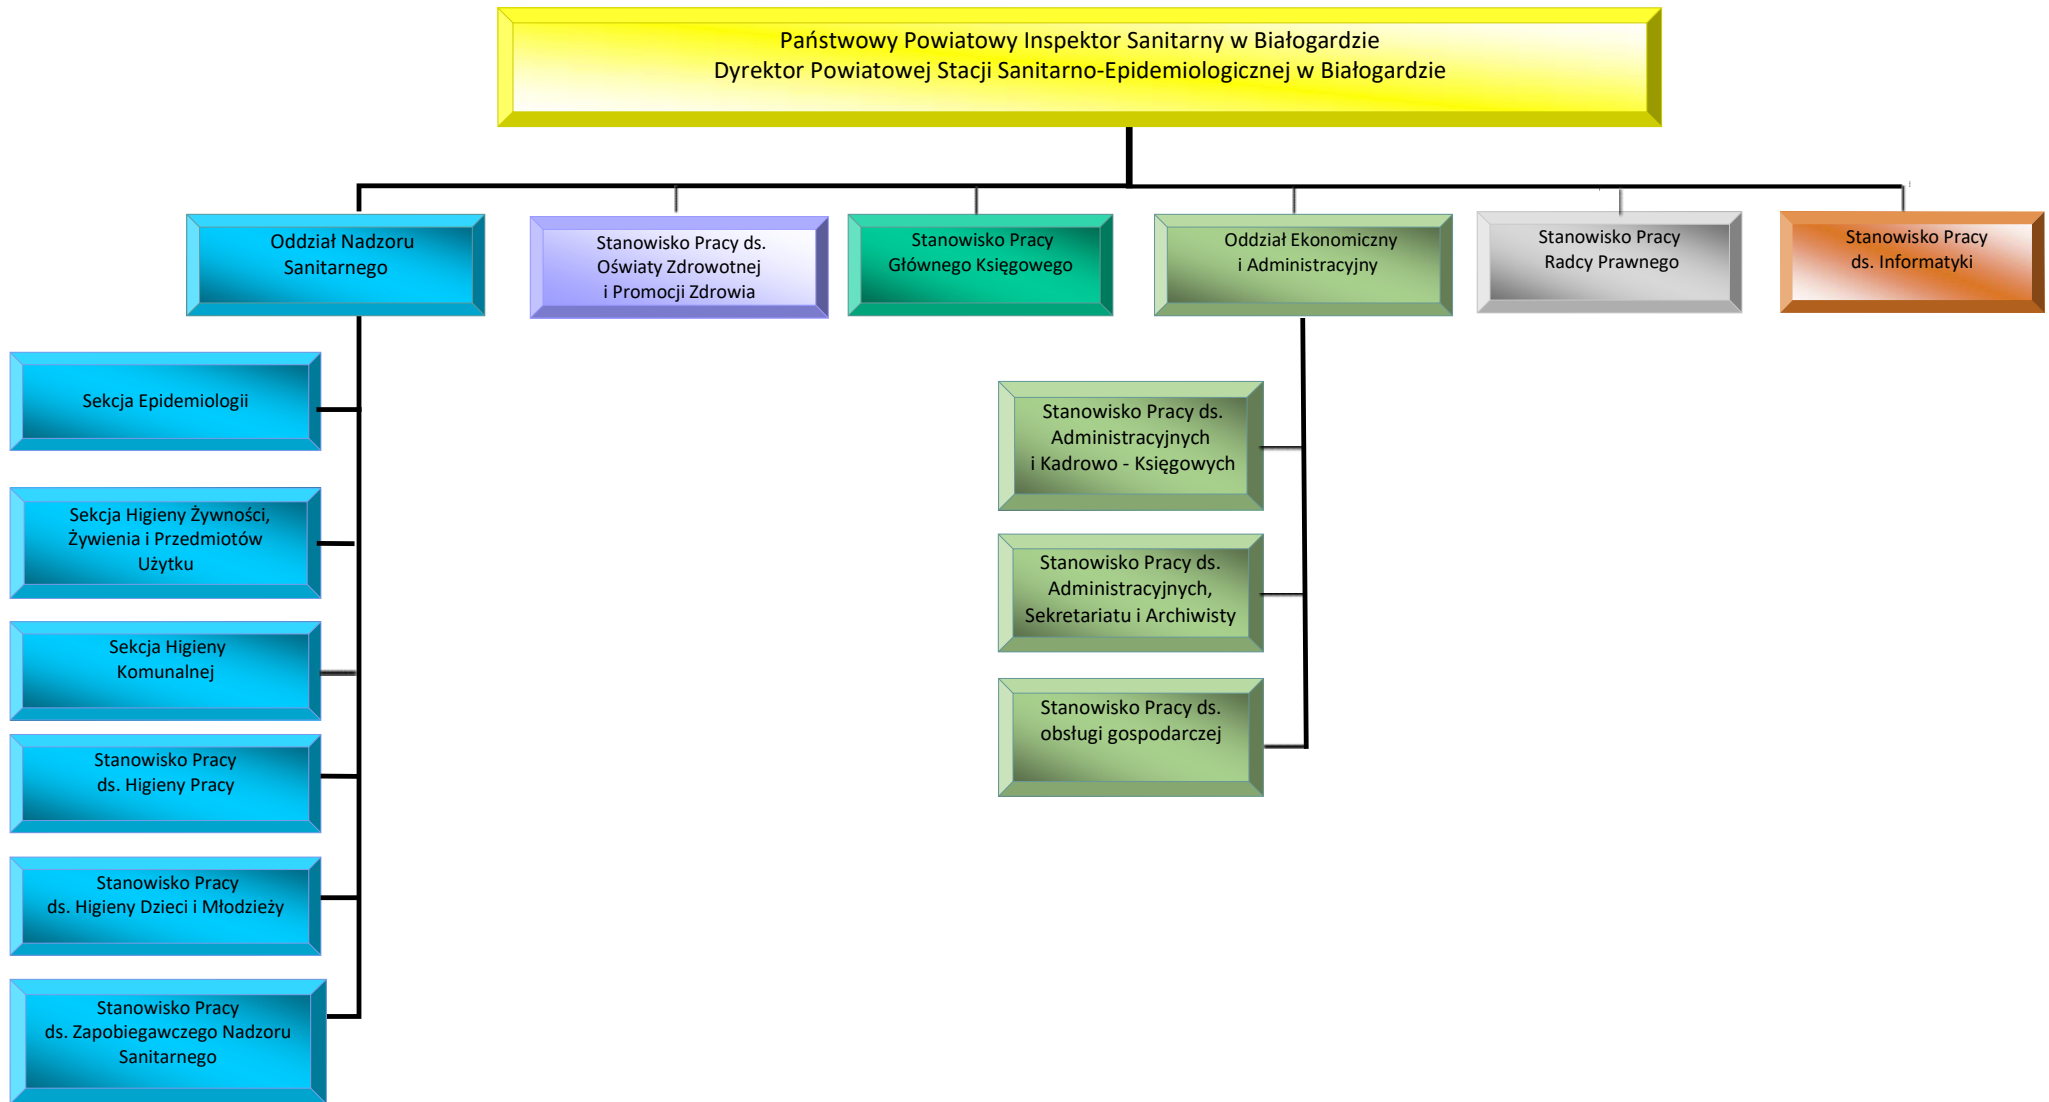 Państwowy Powiatowy Inspektor Sanitarny w Białogardzie
Dyrektor Powiatowej Stacji Sanitarno-Epidemiologicznej w Białogardzie
Oddział Nadzoru
Sanitarnego
Stanowisko Pracy ds.
Oświaty Zdrowotnej
i Promocji Zdrowia
Stanowisko Pracy
Głównego Księgowego
Oddział Ekonomiczny
i Administracyjny
Stanowisko Pracy
Radcy Prawnego
Stanowisko Pracy
ds. Informatyki
Sekcja Epidemiologii
Sekcja Higieny Żywności,
Żywienia i Przedmiotów
Użytku
Sekcja Higieny
Komunalnej
Stanowisko Pracy
ds. Higieny Pracy
Stanowisko Pracy
ds. Higieny Dzieci i Młodzieży
Stanowisko Pracy
ds. Zapobiegawczego Nadzoru
Sanitarnego
Stanowisko Pracy ds.
Administracyjnych
i Kadrowo - Księgowych
Stanowisko Pracy ds.
Administracyjnych,
Sekretariatu i Archiwisty
Stanowisko Pracy ds.
obsługi gospodarczej